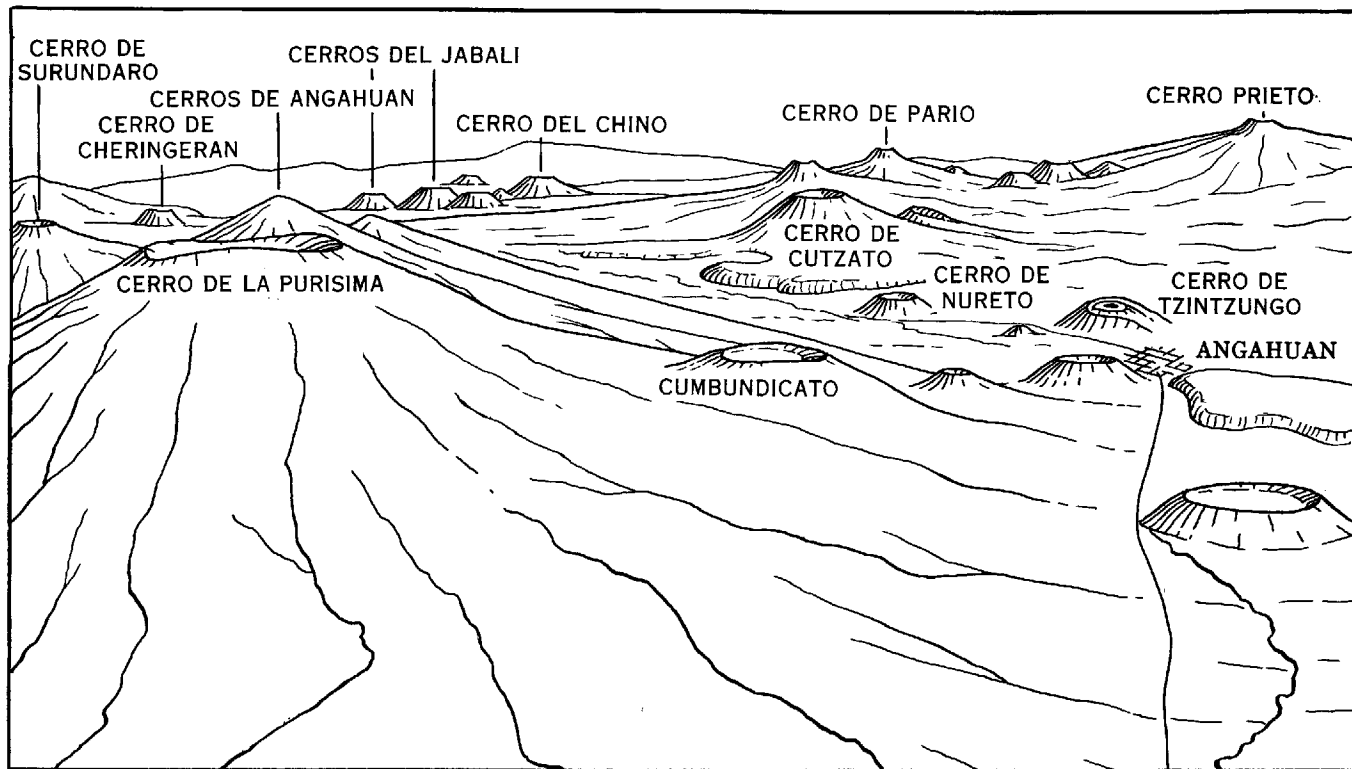 CERRO DE
SURUNDARO
CERROS DEL JABALI
CERROS DE ANGAHUAN
CERRO DE
CHERINGERAN
CERRO DEL CHINO
CERRO DE PARIO
CERRO PRIETO
CERRO DE
CUTZATO
CERRO DE LA PURISIMA
CERRO DE
NURETO
CERRO DE
TZINTZUNGO
ANGAHUAN
CUMBUNDICATO